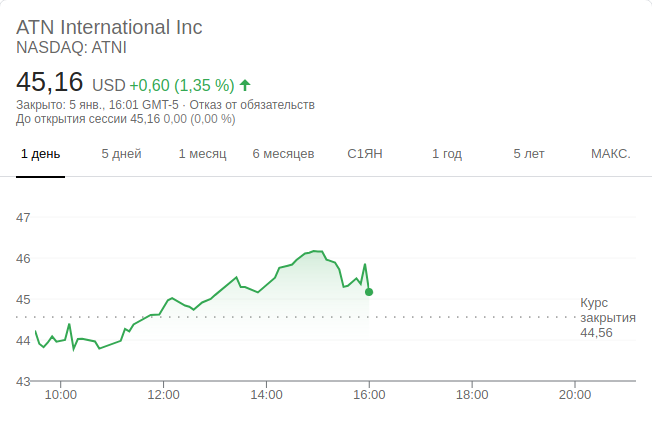 ATN International Inc
NASDAQ: ATNI
45,16 USD +0,60 (1,35 %)
Закрыто: 5 янв., 16:01 GMT-5 · Отказ от обязательств
До открытия сессии 45,16 0,00 (0,00 %)
1 день 5 дней 1 месяц 6 месяцев С1ЯН 1 год 5 лет МАКС.
47
46
45
Курс
закрытия
44,56
44
43
10:00 12:00 14:00 16:00 18:00 20:00